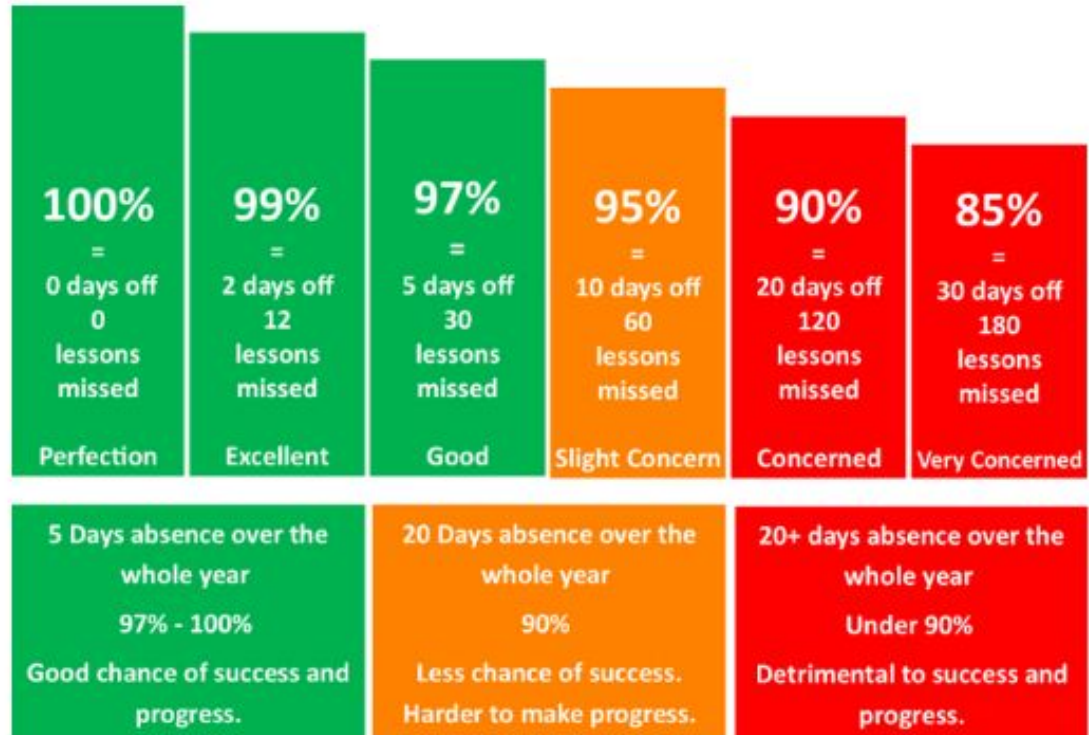 100%
=
0 days off
0
lessons
missed
Perfection
99%
=
2 days off
12
lessons
missed
Excellent
97%
=
5 days off
30
lessons
missed
Good
95%
=
10 days off
60
lessons
missed
Slight Concern
90%
=
20 days off
120
lessons
missed
Concerned
85%
=
30 days off
180
lessons
missed
Very Concerned
5 Days absence over the
whole year
97% - 100%
Good chance of success and
progress.
20 Days absence over the
whole year
90%
Less chance of success.
Harder to make progress.
20+ days absence over the
whole year
Under 90%
Detrimental to success and
progress.